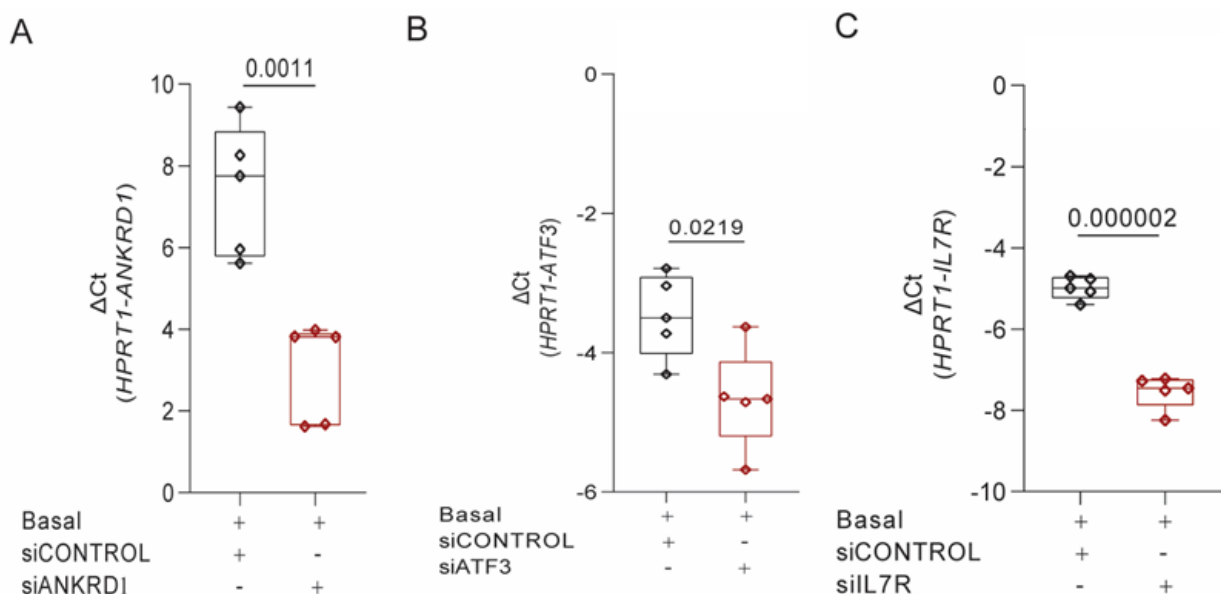 A
0.0011
10
8
6
4
2
0
ΔCt
(HPRT1-ANKRD1)
Basal + +
siCONTROL + -
siANKRD1 - +
B
0
-2
-4
-6
0.0219
ΔCt
(HPRT1-ATF3)
Basal + +
siCONTROL + -
siATF3 - +
C
0
-2
-4
-6
-8
-10
0.000002
ΔCt
(HPRT1-IL7R)
Basal + +
siCONTROL + -
siIL7R - +